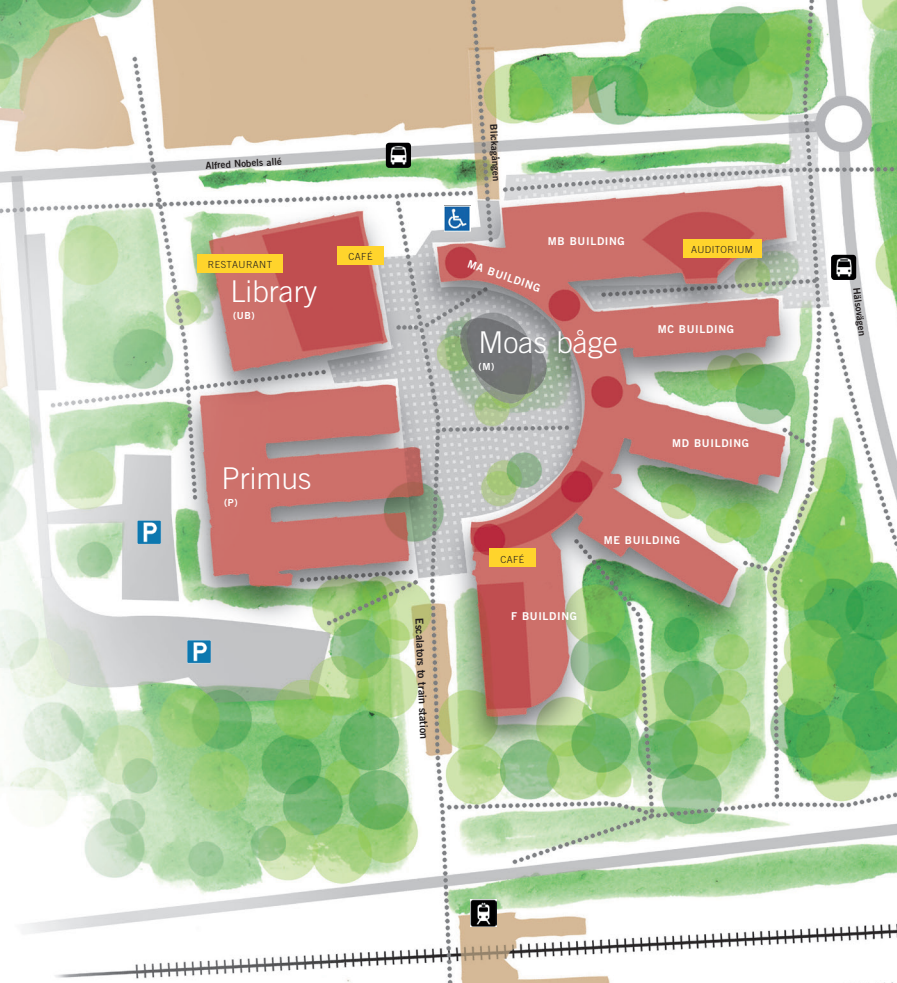 Blickagången
Alfred Nobels allé
MB BUILDING
AUDITORIUM
CAFÉ
RESTAURANT
MA BUILDING
Library
(UB)
Hälsovägen
MC BUILDING
Moas båge
(M)
MD BUILDING
Primus
(P)
P
ME BUILDING
CAFÉ
F BUILDING
P
Escalators to train station